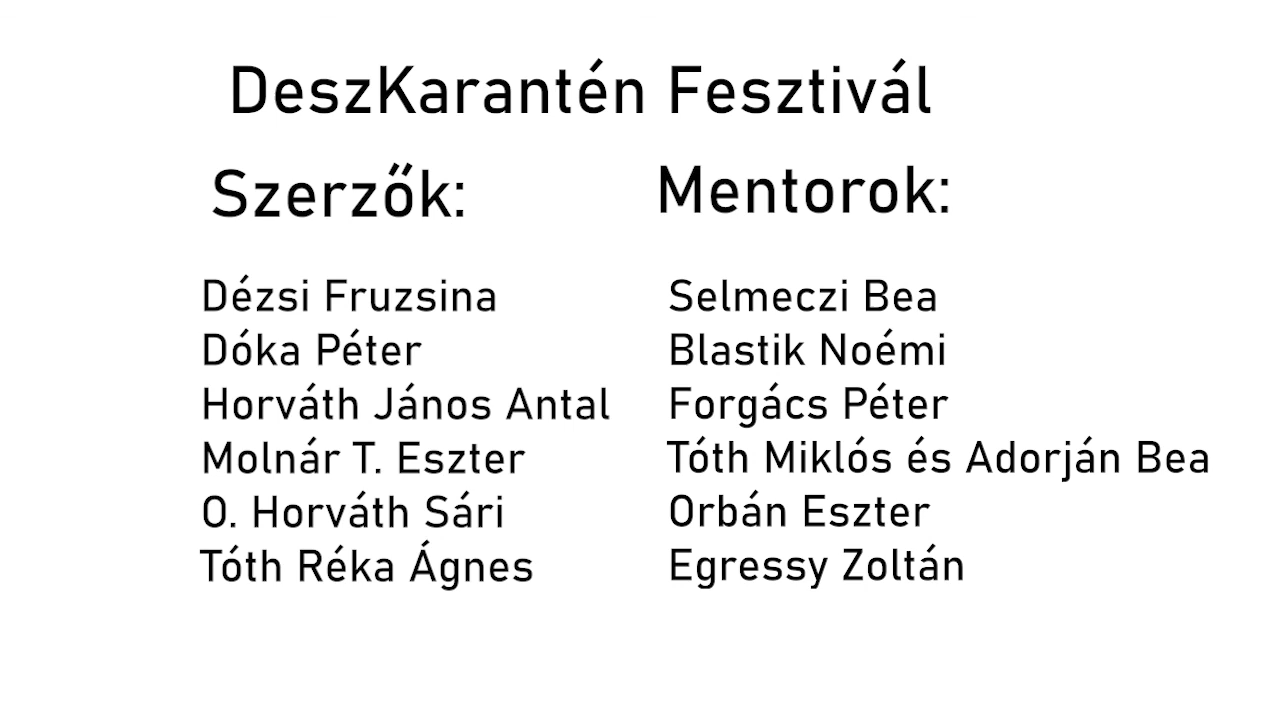 DeszKarantén Fesztivál
Szerzők:
Dézsi Fruzsina
Dóka Péter
Horváth János Antal
Molnár T. Eszter
O. Horváth Sári
Tóth Réka Ágnes
Mentorok:
Selmeczi Bea
Blastik Noémi
Forgács Péter
Tóth Miklós és Adorján Bea
Orbán Eszter
Egressy Zoltán